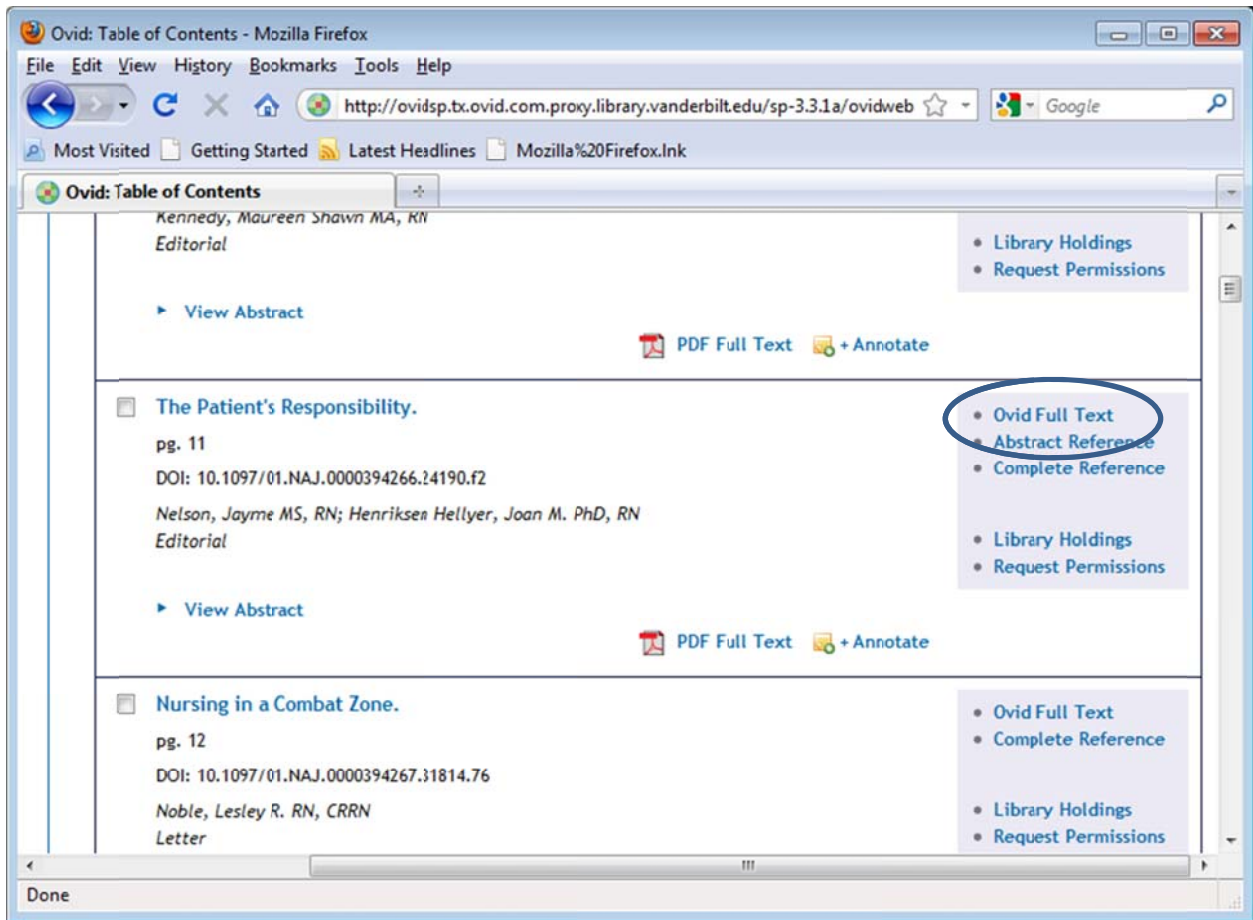 Ovid: Table of Contents - Mozilla Firefox
File Edit View History Bookmarks Tools Help
http://ovidsp.tx.ovid.com.proxy.library.vanderbilt.edu/sp-3.3.1a/ovidweb Google
Most Visited Getting Started Latest Headlines Mozilla%20Firefox.lnk
Ovid: Table of Contents
Kennedy, Maureen Shawn MA, RN
Editorial
Library Holdings
Request Permissions
View Abstract
PDF Full Text + Annotate
The Patient's Responsibility.
pg. 11
DOI: 10.1097/01.NAJ.0000394266.24190.f2
Nelson, Jayme MS, RN; Henriksen Hellyer, Joan M. PhD, RN
Editorial
Ovid Full Text
Abstract Reference
Complete Reference
Library Holdings
Request Permissions
View Abstract
PDF Full Text + Annotate
Nursing in a Combat Zone.
pg. 12
DOI: 10.1097/01.NAJ.0000394267.31814.76
Noble, Lesley R. RN, CRRN
Letter
Ovid Full Text
Complete Reference
Library Holdings
Request Permissions
Done